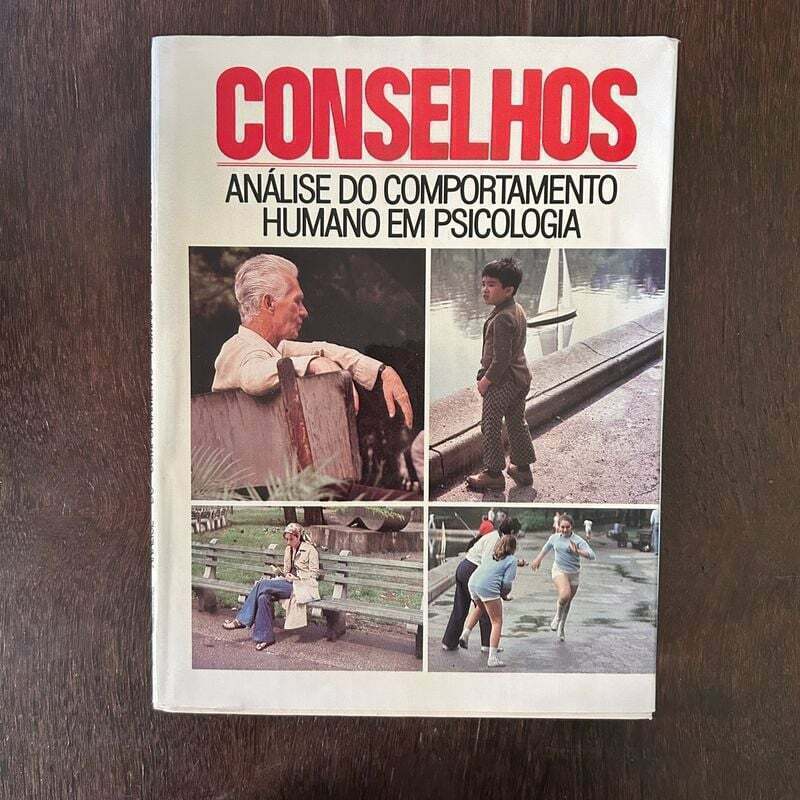 CONSELHOS
ANÁLISE DO COMPORTAMENTO
HUMANO EM PSICOLOGIA